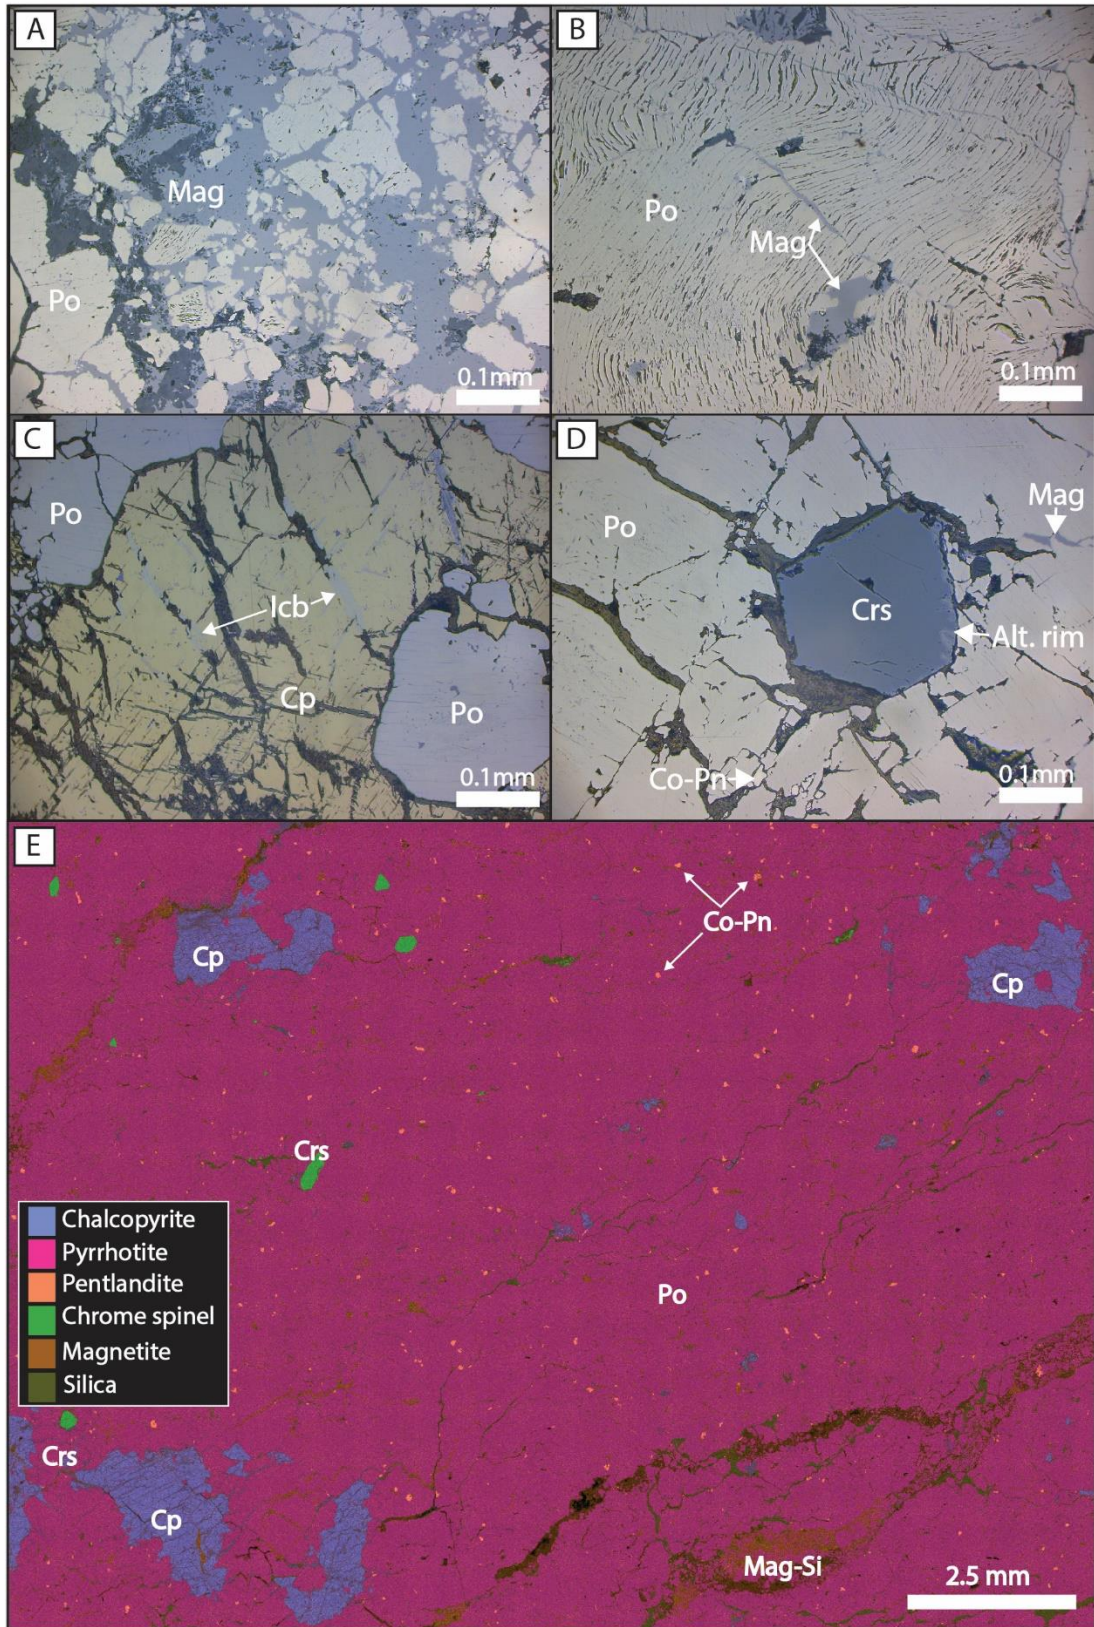 A
Mag
Po
0.1mm
B
Po
Mag
0.1mm
C
Po
Icb
Cp
Po
0.1mm
D
Po
Mag
Crs
Alt. rim
Co-Pn
0.1mm
E
Co-Pn
Cp
Cp
Crs
Chalcopyrite
Pyrrhotite
Pentlandite
Chrome spinel
Magnetite
Silica
Po
Crs
Cp
Mag-Si
2.5 mm